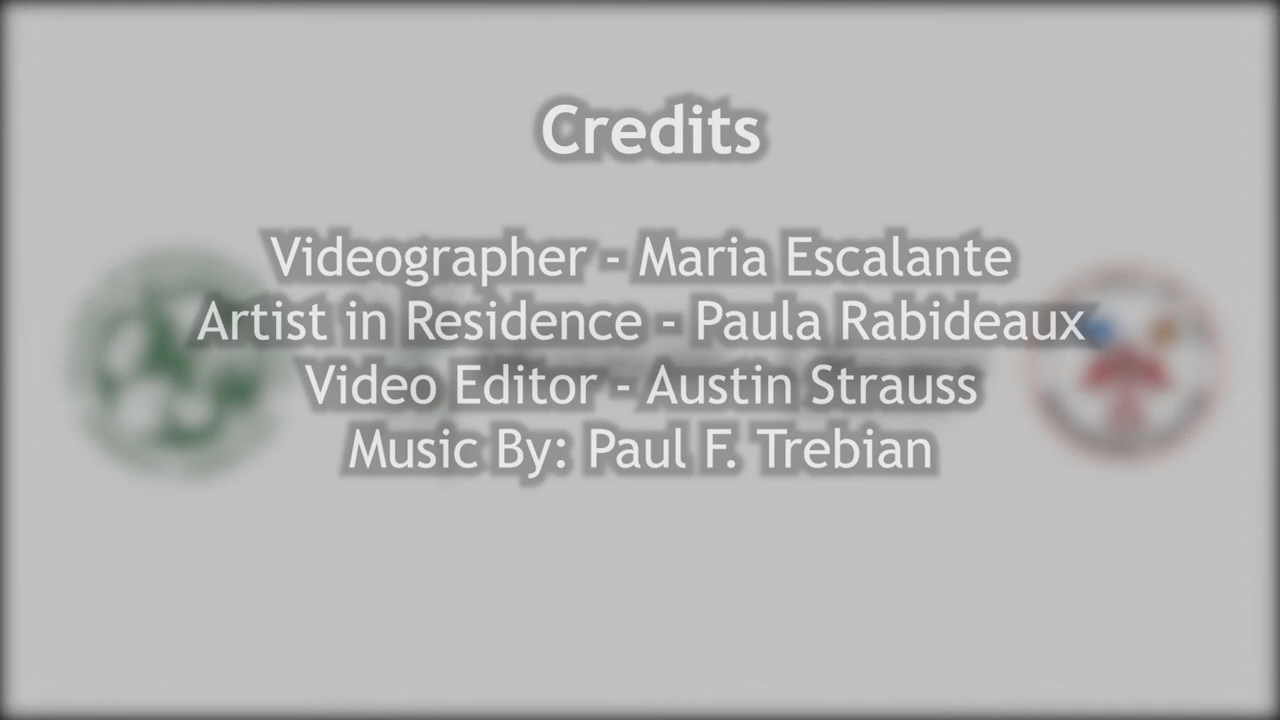 Credits
Videographer - Maria Escalante
Artist in Residence - Paula Rabideaux
Video Editor - Austin Strauss
Music By: Paul F. Trebian